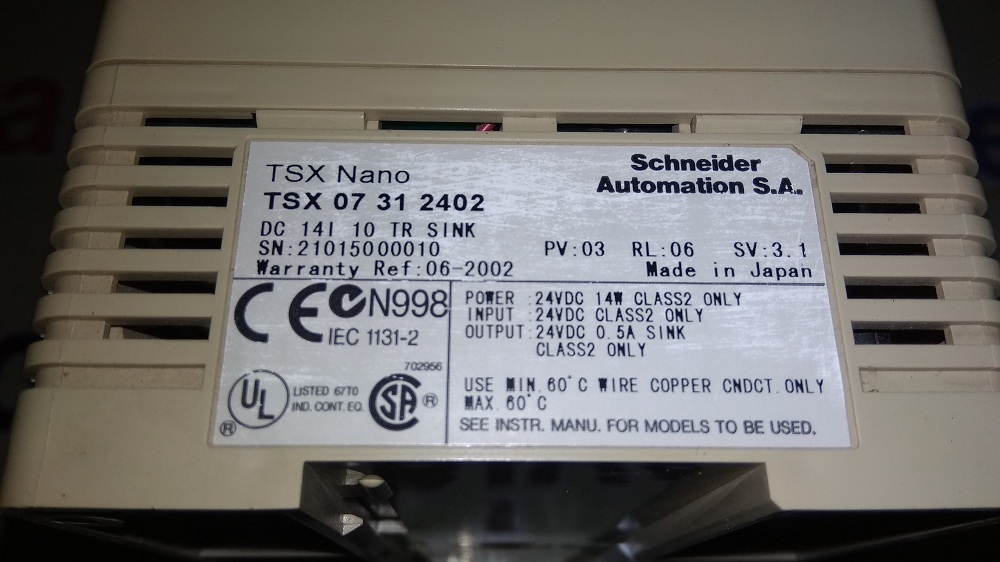 TSX Nano
TSX 07 31 2402
Schneider
Automation S.A.
DC 14I 10 TR SINK
SN:21015000010 PV:03 RL:06 SV:3.1
Warranty Ref:06-2002 Made in Japan
CE N998
IEC 1131-2
POWER :24VDC 14W CLASS2 ONLY
INPUT :24VDC CLASS2 ONLY
OUTPUT:24VDC 0.5A SINK
CLASS2 ONLY
702956
UL LISTED 67T0
IND. CONT. EQ.
®
SA ®
USE MIN.60°C WIRE COPPER CNDCT.ONLY
MAX.60°C
SEE INSTR. MANU. FOR MODELS TO BE USED.